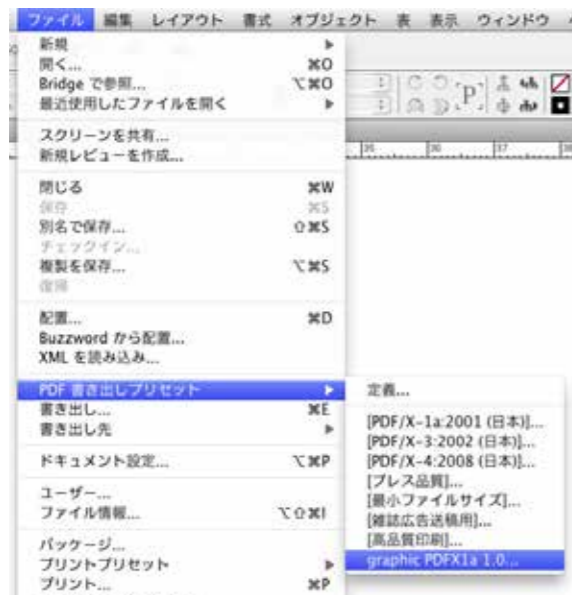 ファイル 編集 レイアウト 書式 オブジェクト 表 表示 ウィンドウ
新規
開く... ⌘O
Bridge で参照... ⌥⌘O
最近使用したファイルを開く
スクリーンを共有...
新規レビューを作成...
閉じる ⌘W
保存 ⌘S
別名で保存... ⇧⌘S
チェックイン...
複製を保存... ⌥⌘S
復帰
配置... ⌘D
Buzzword から配置...
XML を読み込み...
PDF 書き出しプリセット
書き出し... ⌘E
書き出し先
ドキュメント設定... ⌥⌘P
ユーザー...
ファイル情報... ⌥⇧⌘I
パッケージ...
プリントプリセット
プリント... ⌘P
35 36 37
定義...
[PDF/X-1a:2001 (日本)]...
[PDF/X-3:2002 (日本)]...
[PDF/X-4:2008 (日本)]...
[プレス品質]...
[最小ファイルサイズ]...
[雑誌広告送稿用]...
[高品質印刷]...
graphic PDFX1a 1.0...